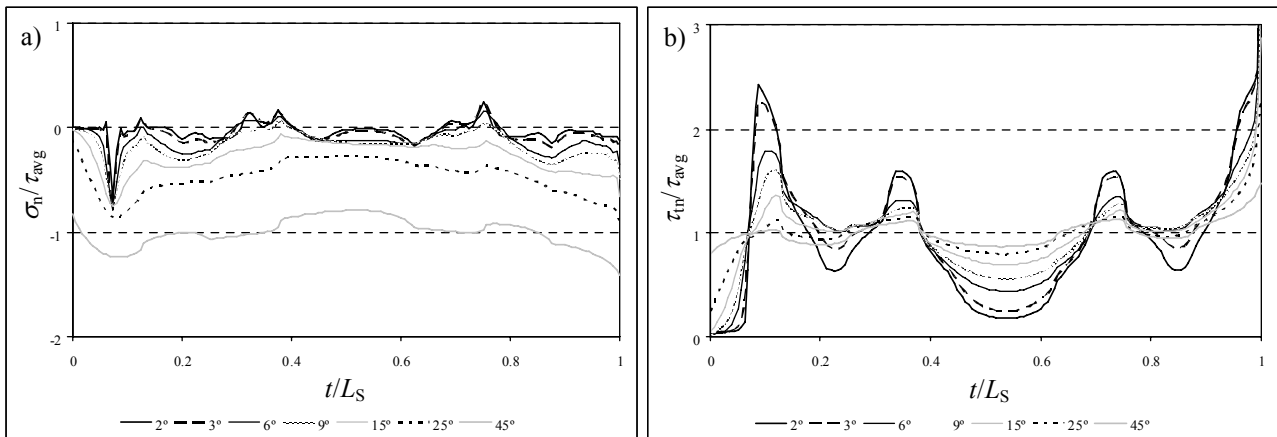 a)
1
0
-1
-2
σn/τavg
0 0.2 0.4 0.6 0.8 1
t/LS
2º 3º 6º 9º 15º 25º 45º
b)
3
2
1
0
τtn/τavg
0 0.2 0.4 0.6 0.8 1
t/LS
2º 3º 6º 9º 15º 25º 45º